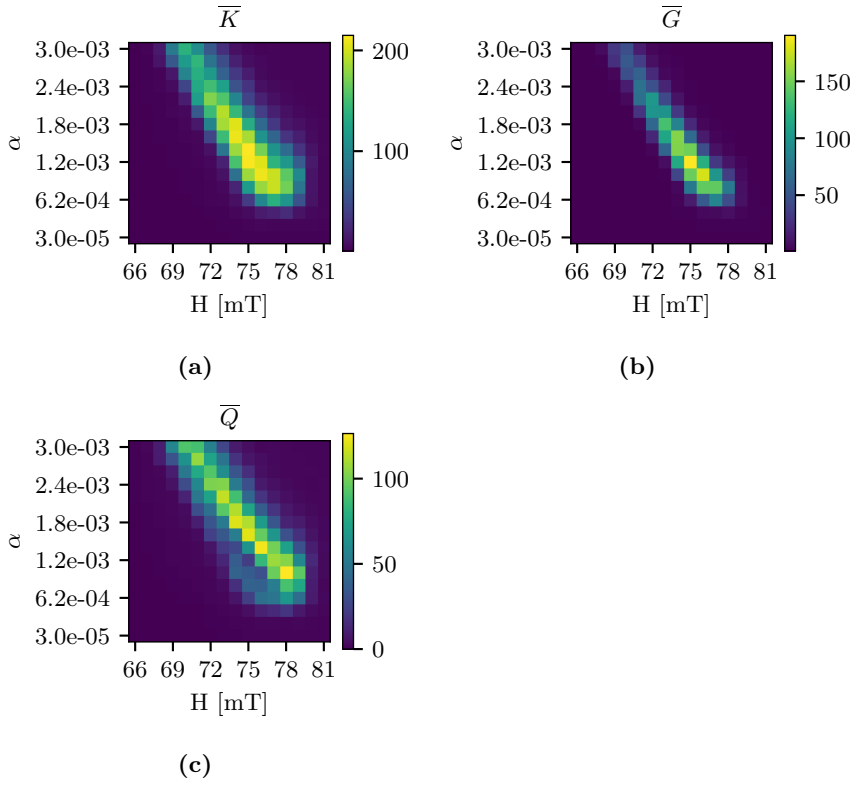 K̅
3.0e-03
2.4e-03
1.8e-03
1.2e-03
6.2e-04
3.0e-05
α
66 69 72 75 78 81
H [mT]
200
100
(a)
G̅
3.0e-03
2.4e-03
1.8e-03
1.2e-03
6.2e-04
3.0e-05
α
66 69 72 75 78 81
H [mT]
150
100
50
(b)
Q̅
3.0e-03
2.4e-03
1.8e-03
1.2e-03
6.2e-04
3.0e-05
α
66 69 72 75 78 81
H [mT]
100
50
0
(c)